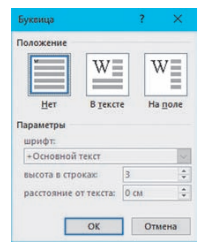 Буквица ? ×
Положение
W W
Нет В тексте На поле
Параметры
шрифт:
+Основной текст
высота в строках: 3
расстояние от текста: 0 см
ОК Отмена